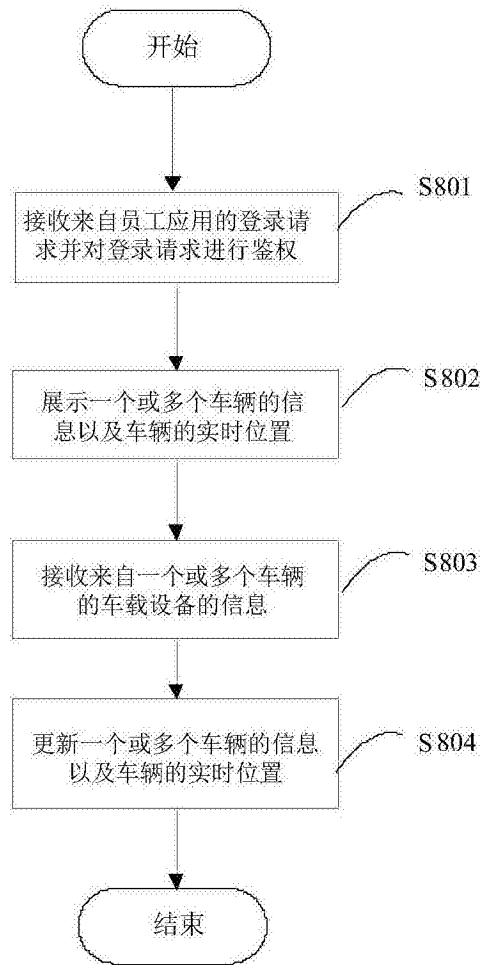 开始
S801
接收来自员工应用的登录请
求并对登录请求进行鉴权
S802
展示一个或多个车辆的信
息以及车辆的实时位置
S803
接收来自一个或多个车辆
的车载设备的信息
S804
更新一个或多个车辆的信息
以及车辆的实时位置
结束